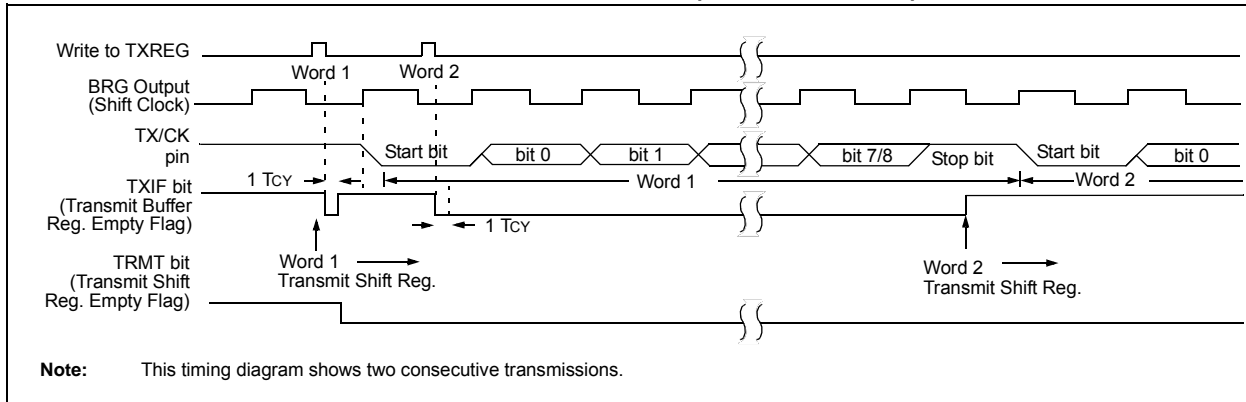 Write to TXREG
Word 1 Word 2
BRG Output
(Shift Clock)
TX/CK
pin
Start bit bit 0 bit 1 bit 7/8 Stop bit Start bit bit 0
1 TCY
Word 1 Word 2
TXIF bit
(Transmit Buffer
Reg. Empty Flag)
1 TCY
TRMT bit
(Transmit Shift
Reg. Empty Flag)
Word 1
Transmit Shift Reg.
Word 2
Transmit Shift Reg.
Note: This timing diagram shows two consecutive transmissions.